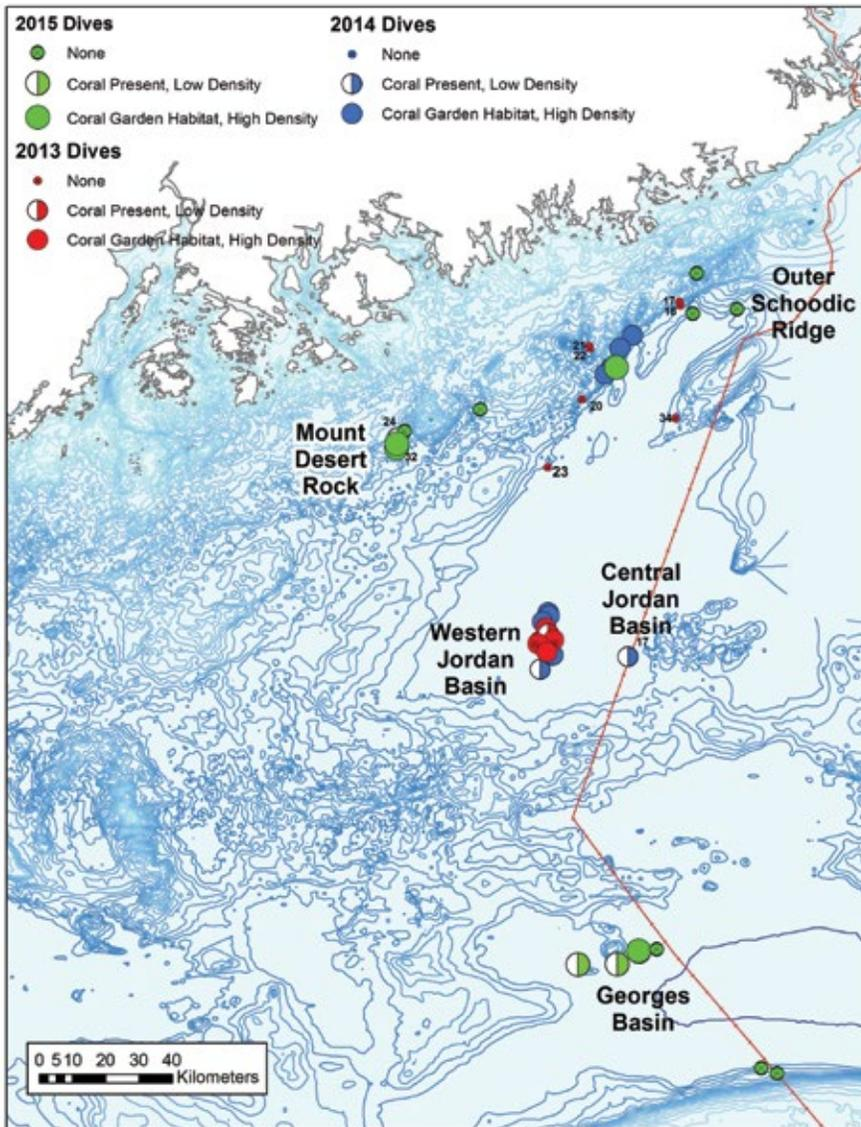 2015 Dives
None
Coral Present, Low Density
Coral Garden Habitat, High Density
2014 Dives
None
Coral Present, Low Density
Coral Garden Habitat, High Density
2013 Dives
None
Coral Present, Low Density
Coral Garden Habitat, High Density
Outer
Schoodic
Ridge
17
18
21
22
20
34
24
32
Mount
Desert
Rock
23
Central
Jordan
Basin
17
Western
Jordan
Basin
Georges
Basin
0 5 10 20 30 40
Kilometers